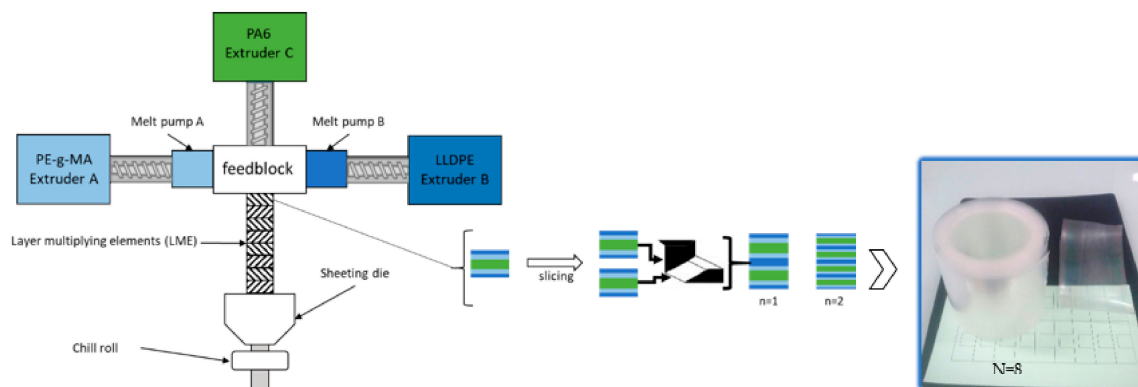 PA6
Extruder C
Melt pump A
Melt pump B
PE-g-MA
Extruder A
feedblock
LLDPE
Extruder B
Layer multiplying elements (LME)
Sheeting die
slicing
n=1
n=2
Chill roll
N=8